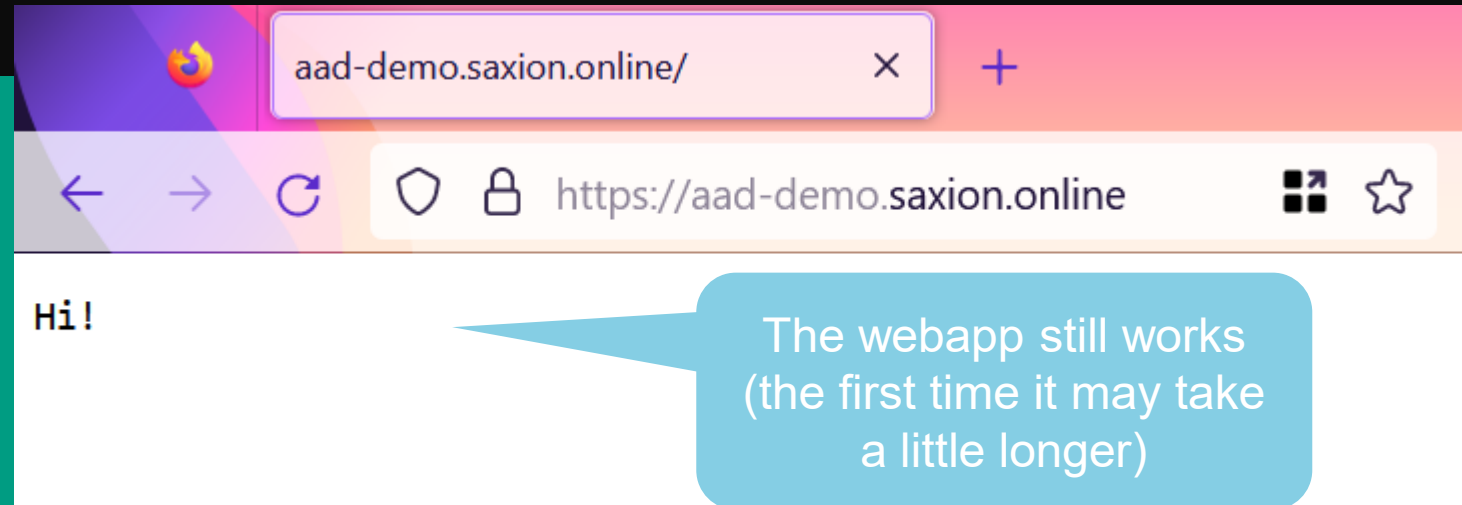 aad-demo.saxion.online/
https://aad-demo.saxion.online
Hi!
The webapp still works
(the first time it may take
a little longer)